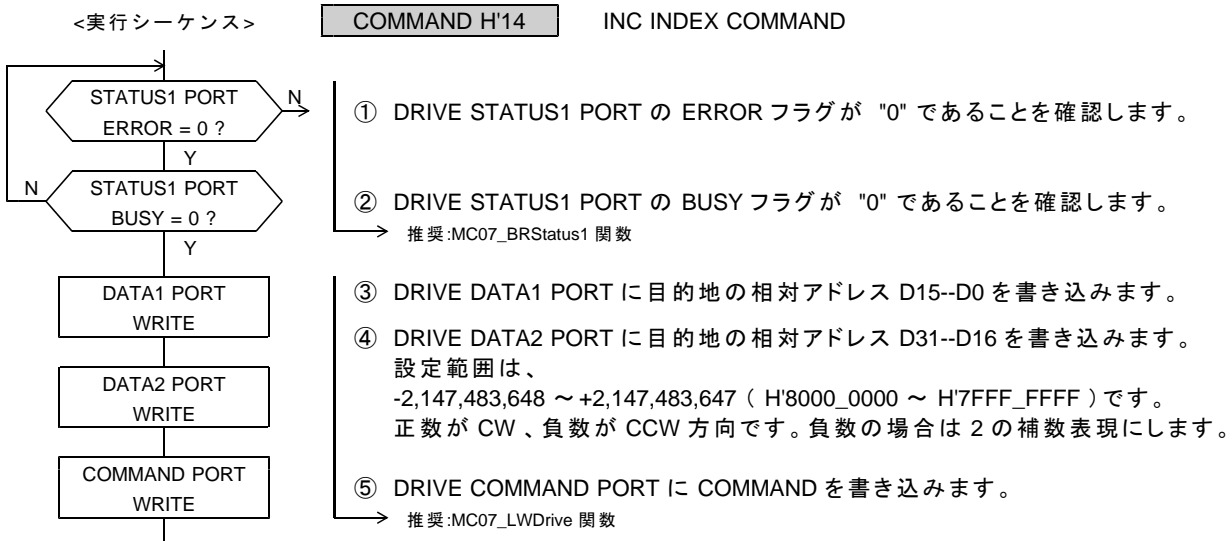 <実行シーケンス>
COMMAND H'14
INC INDEX COMMAND
STATUS1 PORT
ERROR = 0 ?
N
Y
① DRIVE STATUS1 PORT の ERROR フラグが "0" であることを確認します。
N
STATUS1 PORT
BUSY = 0 ?
Y
② DRIVE STATUS1 PORT の BUSY フラグが "0" であることを確認します。
推奨:MC07_BRStatus1 関数
DATA1 PORT
WRITE
③ DRIVE DATA1 PORT に目的地の相対アドレス D15--D0 を書き込みます。
DATA2 PORT
WRITE
④ DRIVE DATA2 PORT に目的地の相対アドレス D31--D16 を書き込みます。
設定範囲は、
-2,147,483,648 ～ +2,147,483,647 ( H'8000_0000 ～ H'7FFF_FFFF ) です。
正数が CW 、負数が CCW 方向です。負数の場合は 2 の補数表現にします。
COMMAND PORT
WRITE
⑤ DRIVE COMMAND PORT に COMMAND を書き込みます。
推奨:MC07_LWDrive 関数